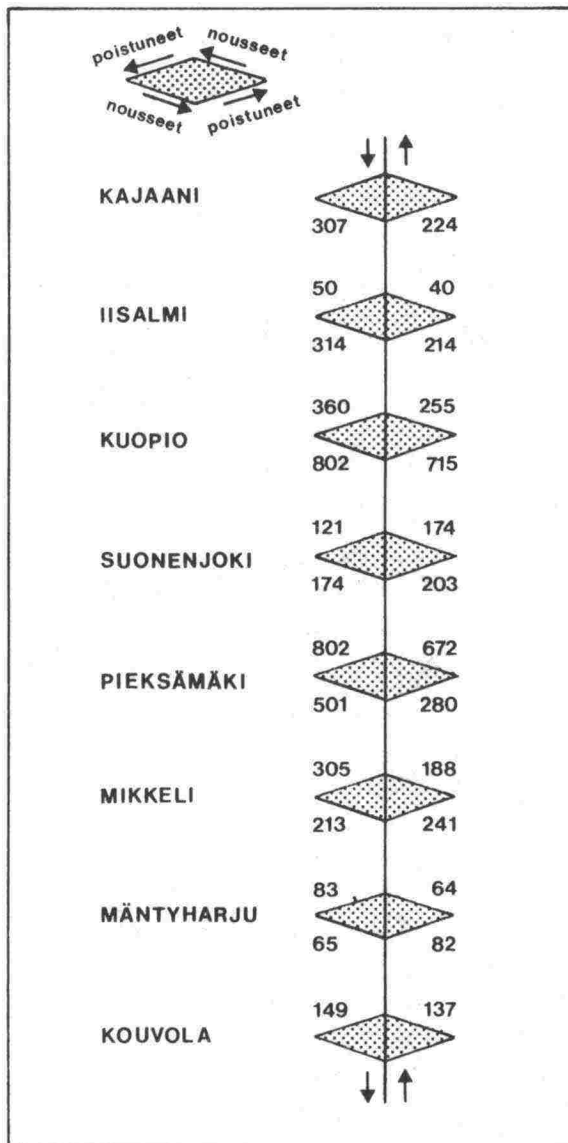 poistuneet nousseet
nousseet poistuneet
KAJAANI
307 224
50 40
IISALMI
314 214
360 255
KUOPIO
802 715
121 174
SUONENJOKI
174 203
802 672
PIEKSÄMÄKI
501 280
305 188
MIKKELI
213 241
83 64
MÄNTYHARJU
65 82
149 137
KOUVOLA